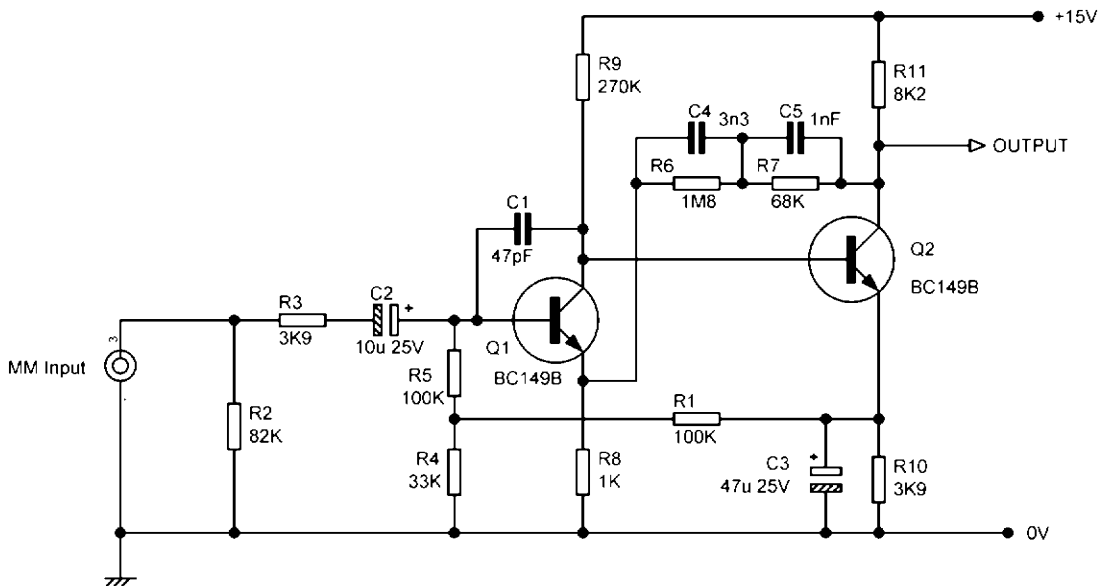 +15V
R9
270K
R11
8K2
C4
3n3
C5
1nF
OUTPUT
R6
1M8
R7
68K
C1
47pF
Q2
BC149B
C2
+
10u 25V
R3
3K9
3
MM Input
Q1
BC149B
R5
100K
R2
82K
R1
100K
R4
33K
R8
1K
C3
+
47u 25V
R10
3K9
0V